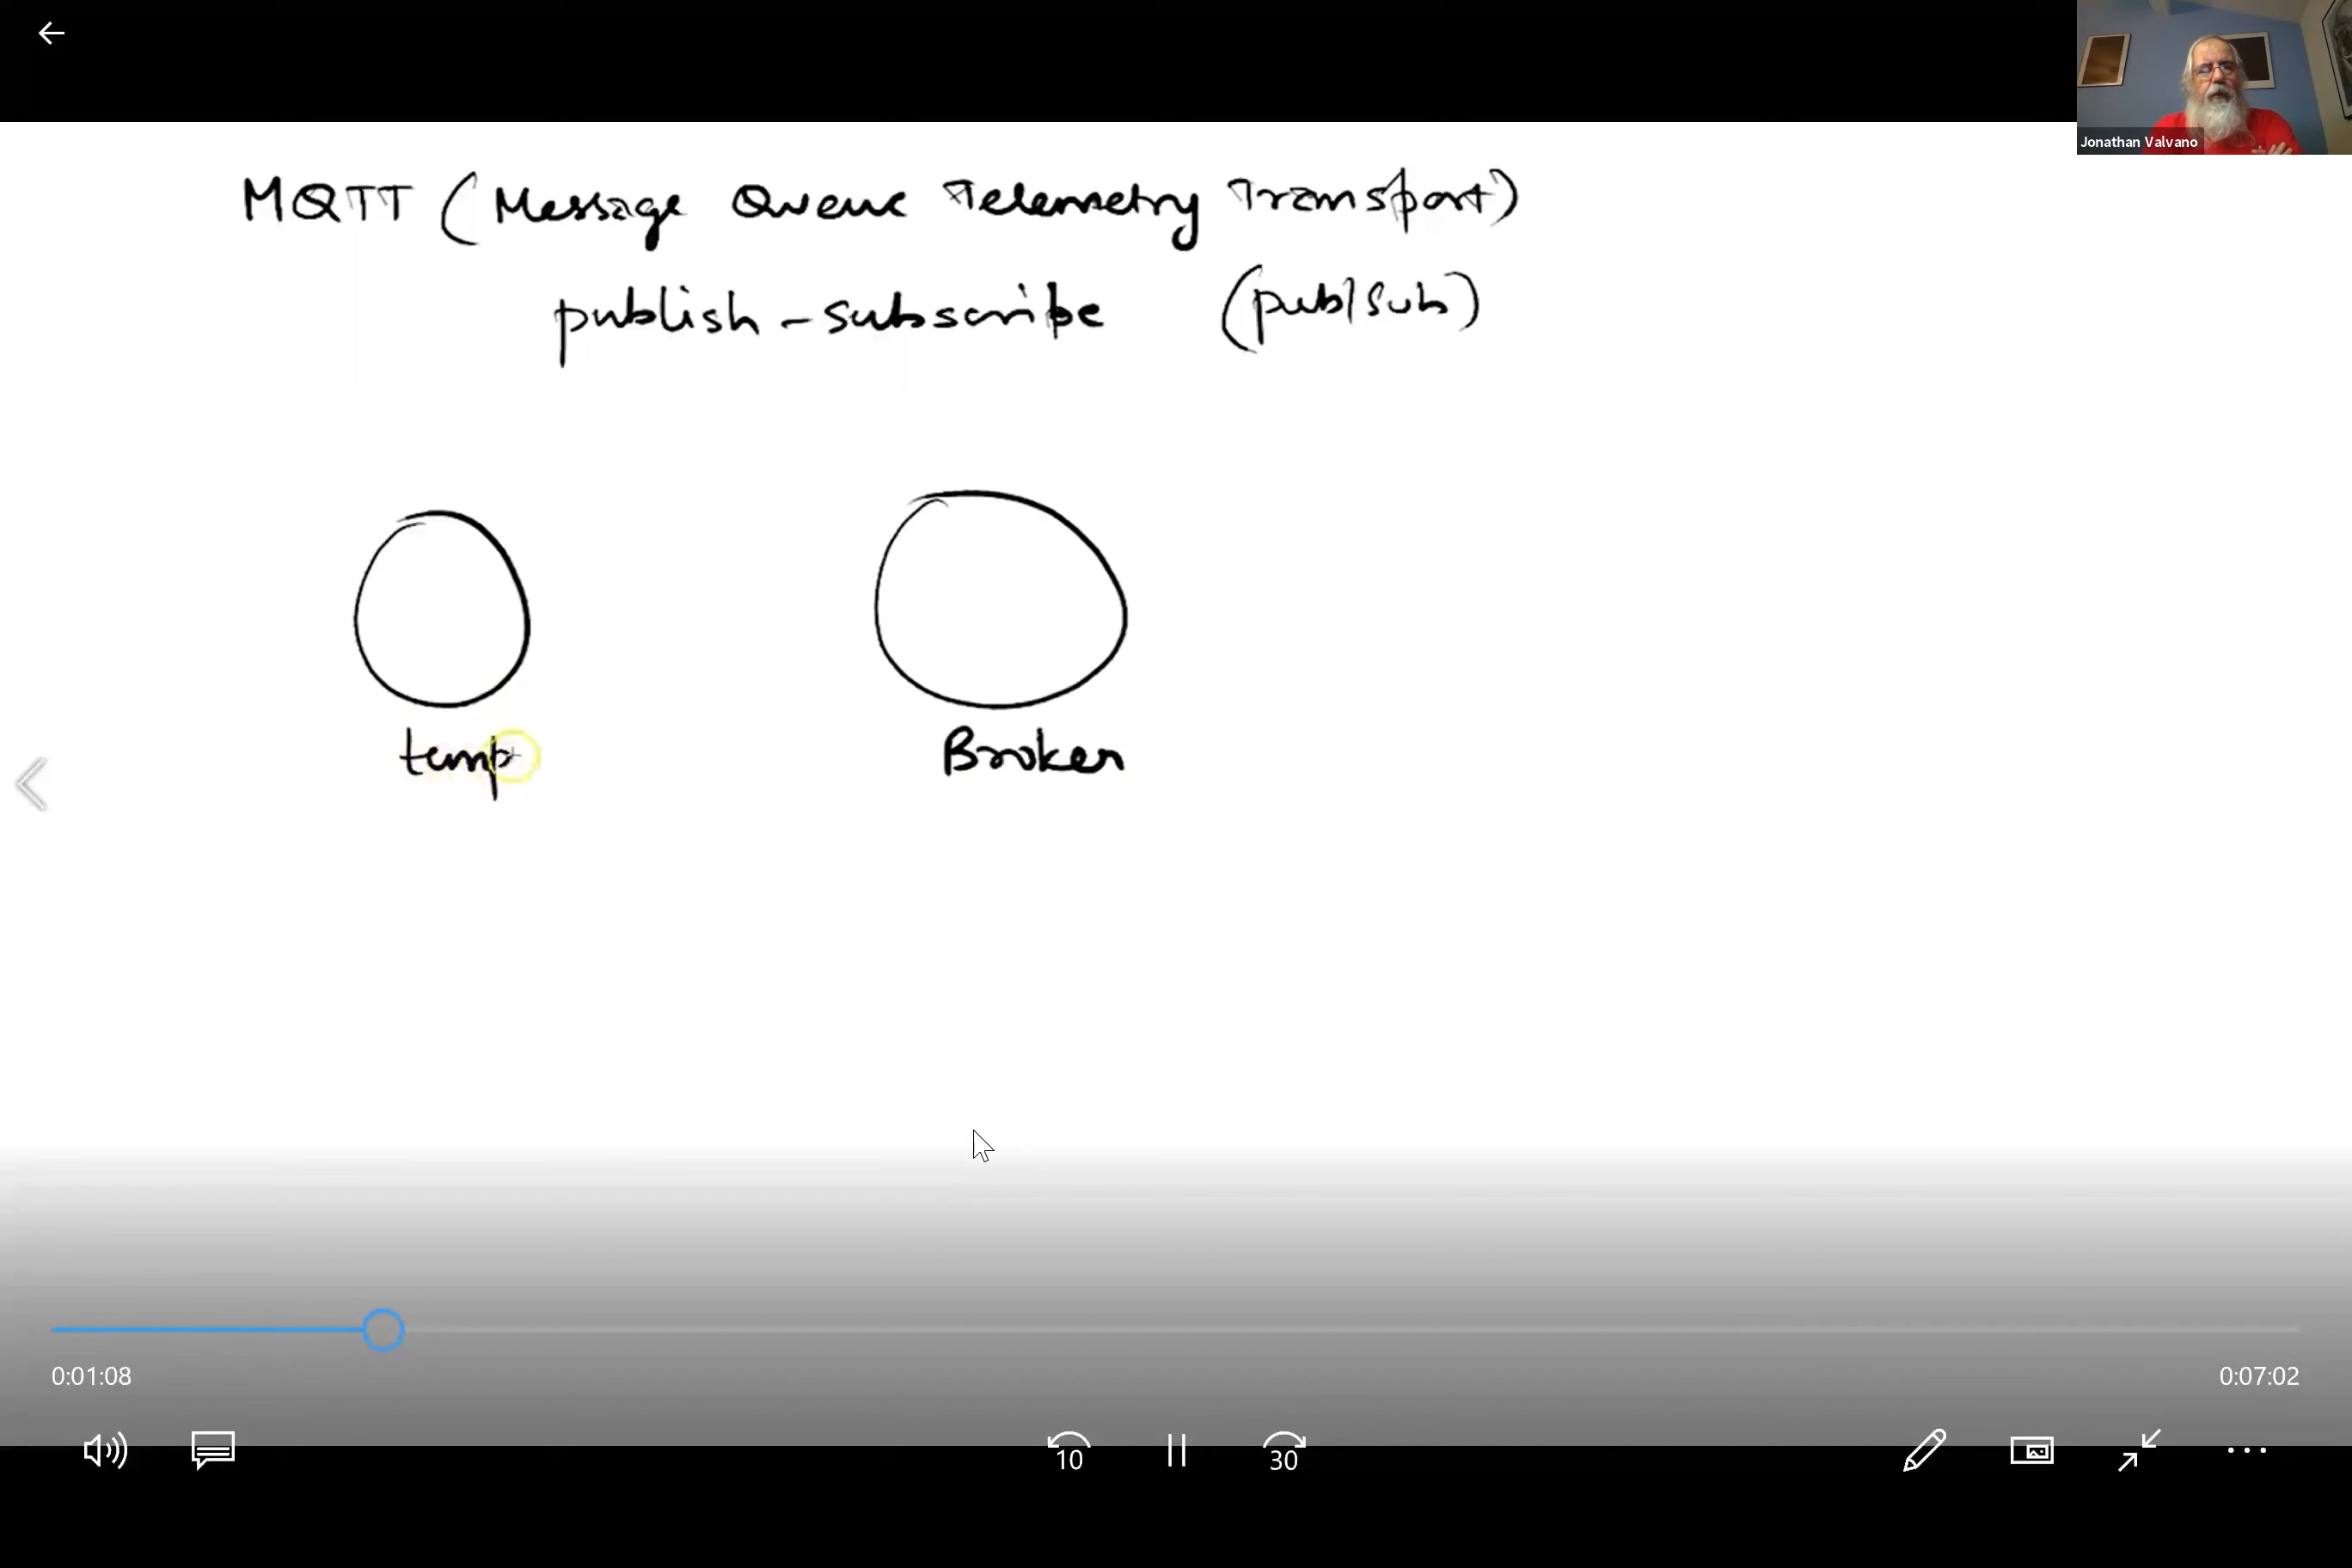 Jonathan Valvano
MQTT (Message Queue Telemetry Transport)
publish - subscribe (pub/sub)
temp
Broker
0:01:08
0:07:02
10
30